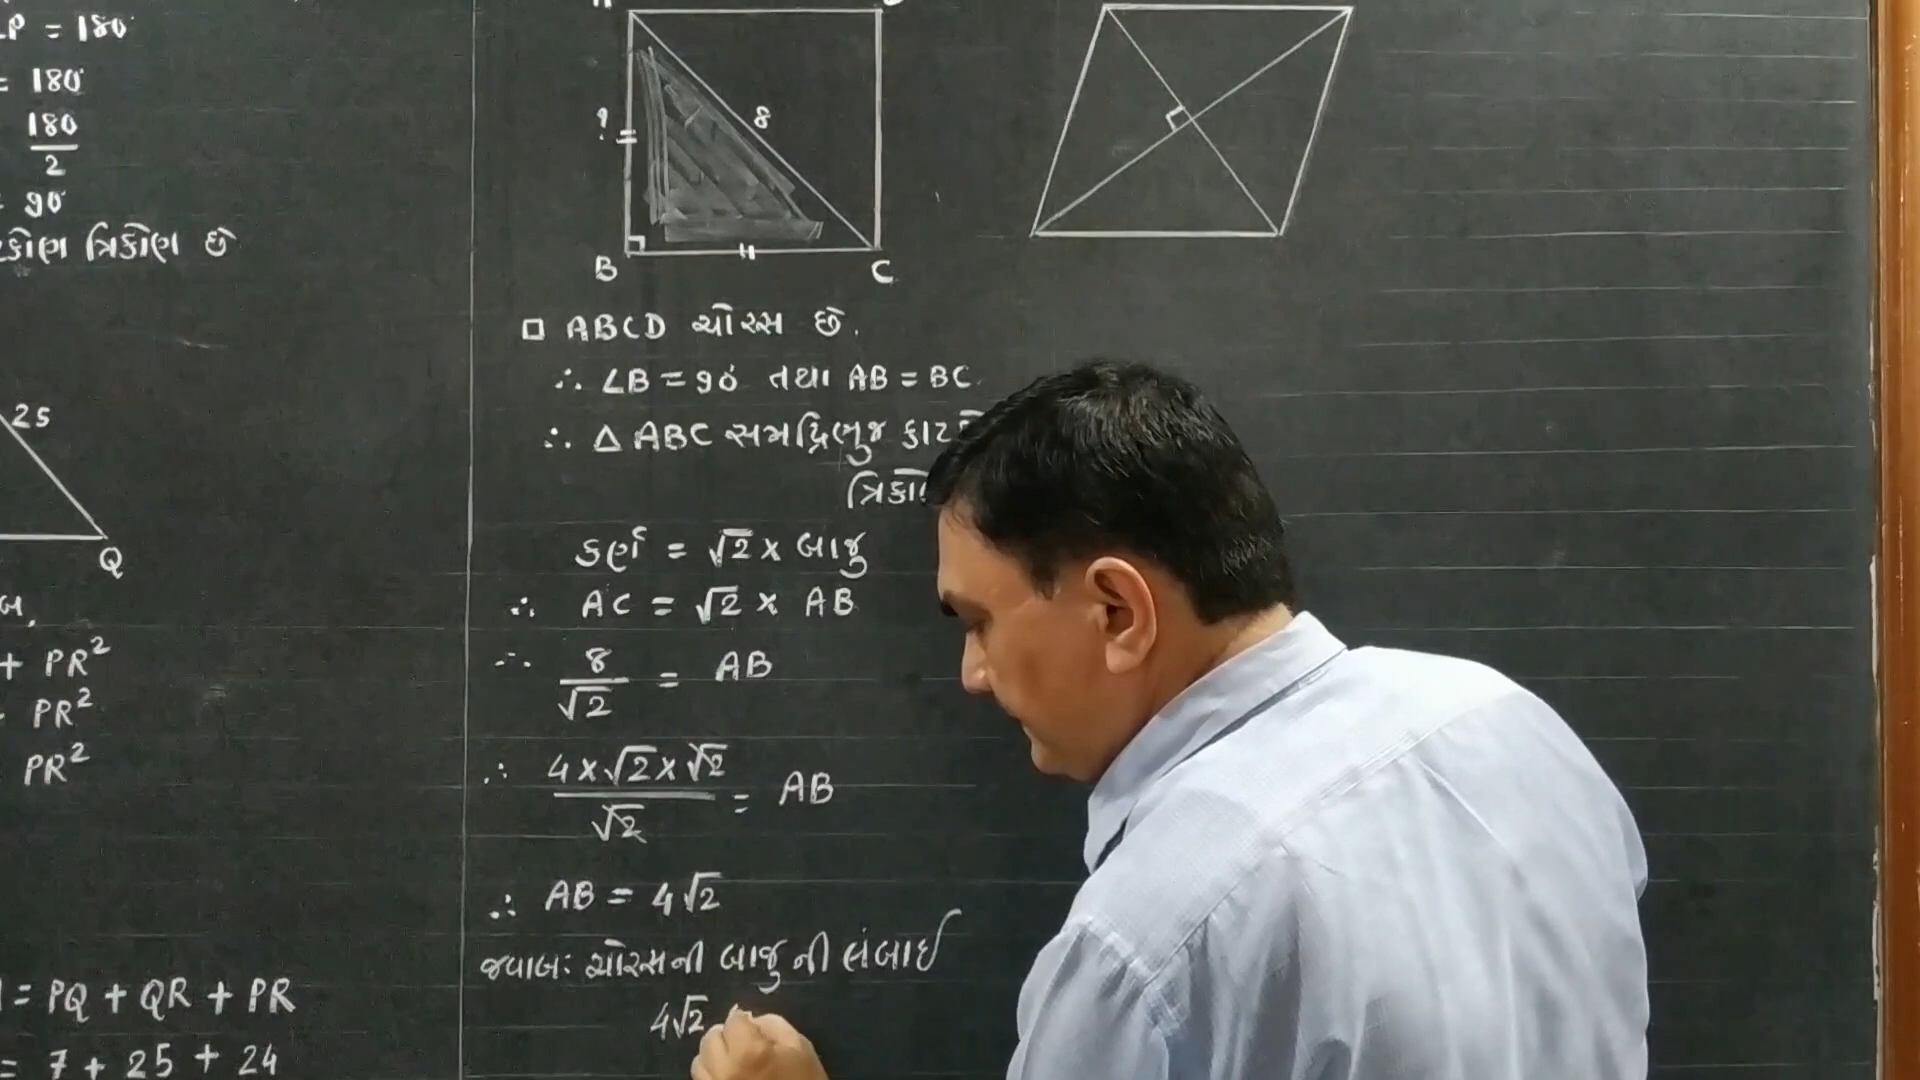 LP = 180°
= 180°
180
2
= 90°
ત્રિકોણ છે
25
Q
+ PR²
PR²
PR²
= PQ + QR + PR
= 7 + 25 + 24
?
8
B
C
□ ABCD ચોરસ છે.
∴ ∠B = 90° તથા AB = BC
∴ △ ABC સમદ્વિભુજ
કર્ણ = √2 × બાજુ
∴ AC = √2 × AB
∴ 8/√2 = AB
∴ 4×√2×√2/√2 = AB
∴ AB = 4√2
જવાબ: ચોરસની બાજુની લંબાઈ
4√2